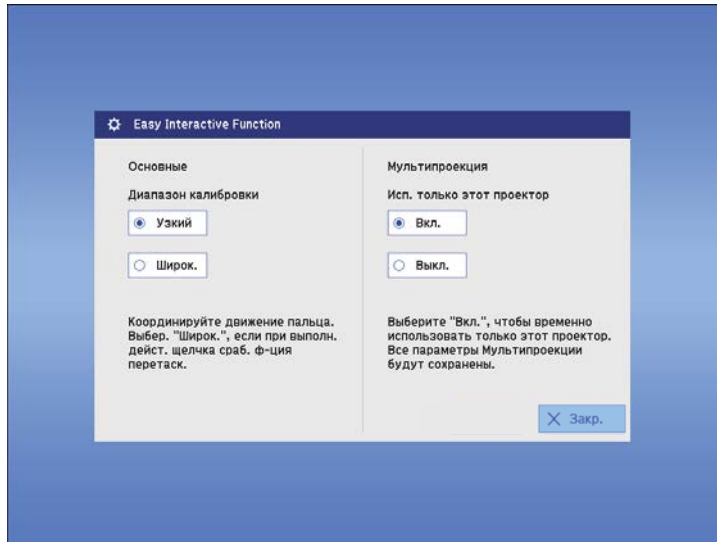 Easy Interactive Function
Основные
Диапазон калибровки
Узкий
Широк.
Координируйте движение пальца.
Выбер. "Широк.", если при выполн.
дейст. щелчка сраб. ф-ция
перетаск.
Мультипроекция
Исп. только этот проектор
Вкл.
Выкл.
Выберите "Вкл.", чтобы временно
использовать только этот проектор.
Все параметры Мультипроекции
будут сохранены.
Закр.